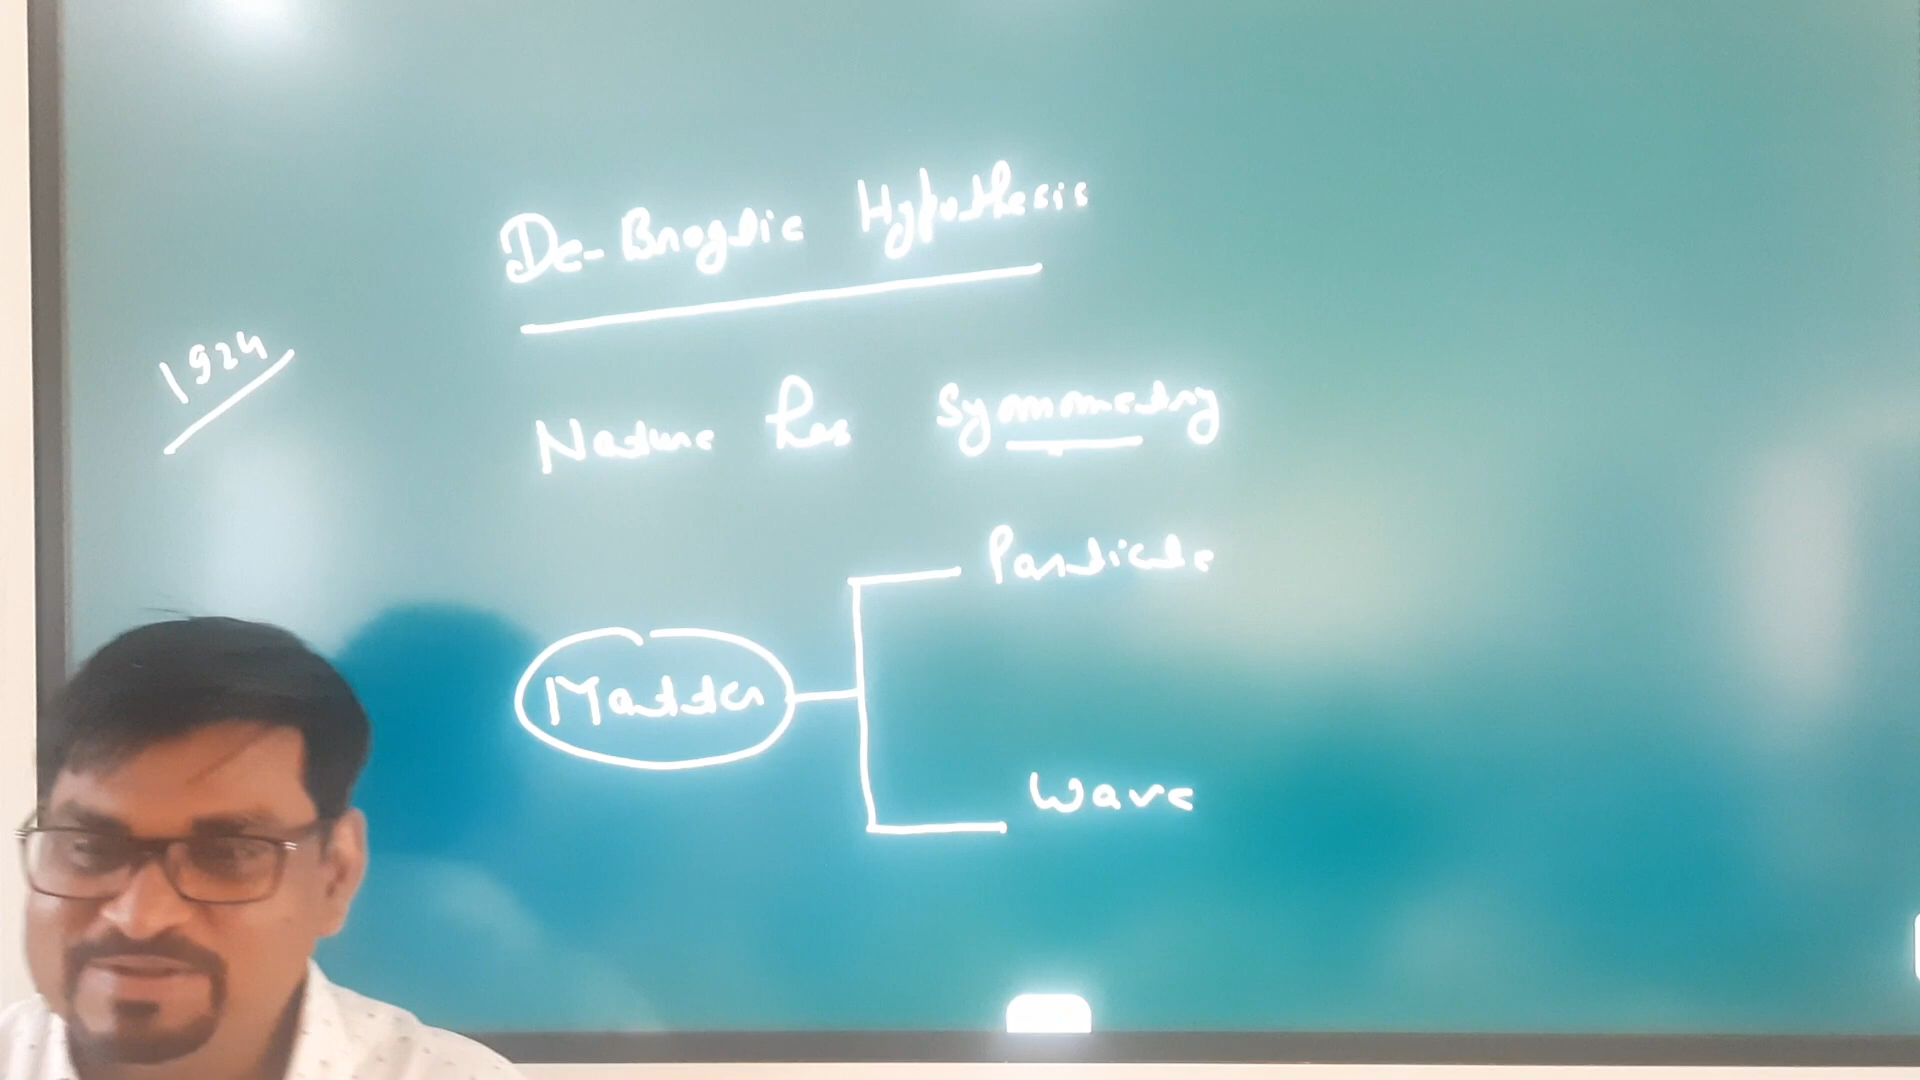 De-Broglie Hypothesis
1924
Nature has Symmetry
Particle
Matter
Wave